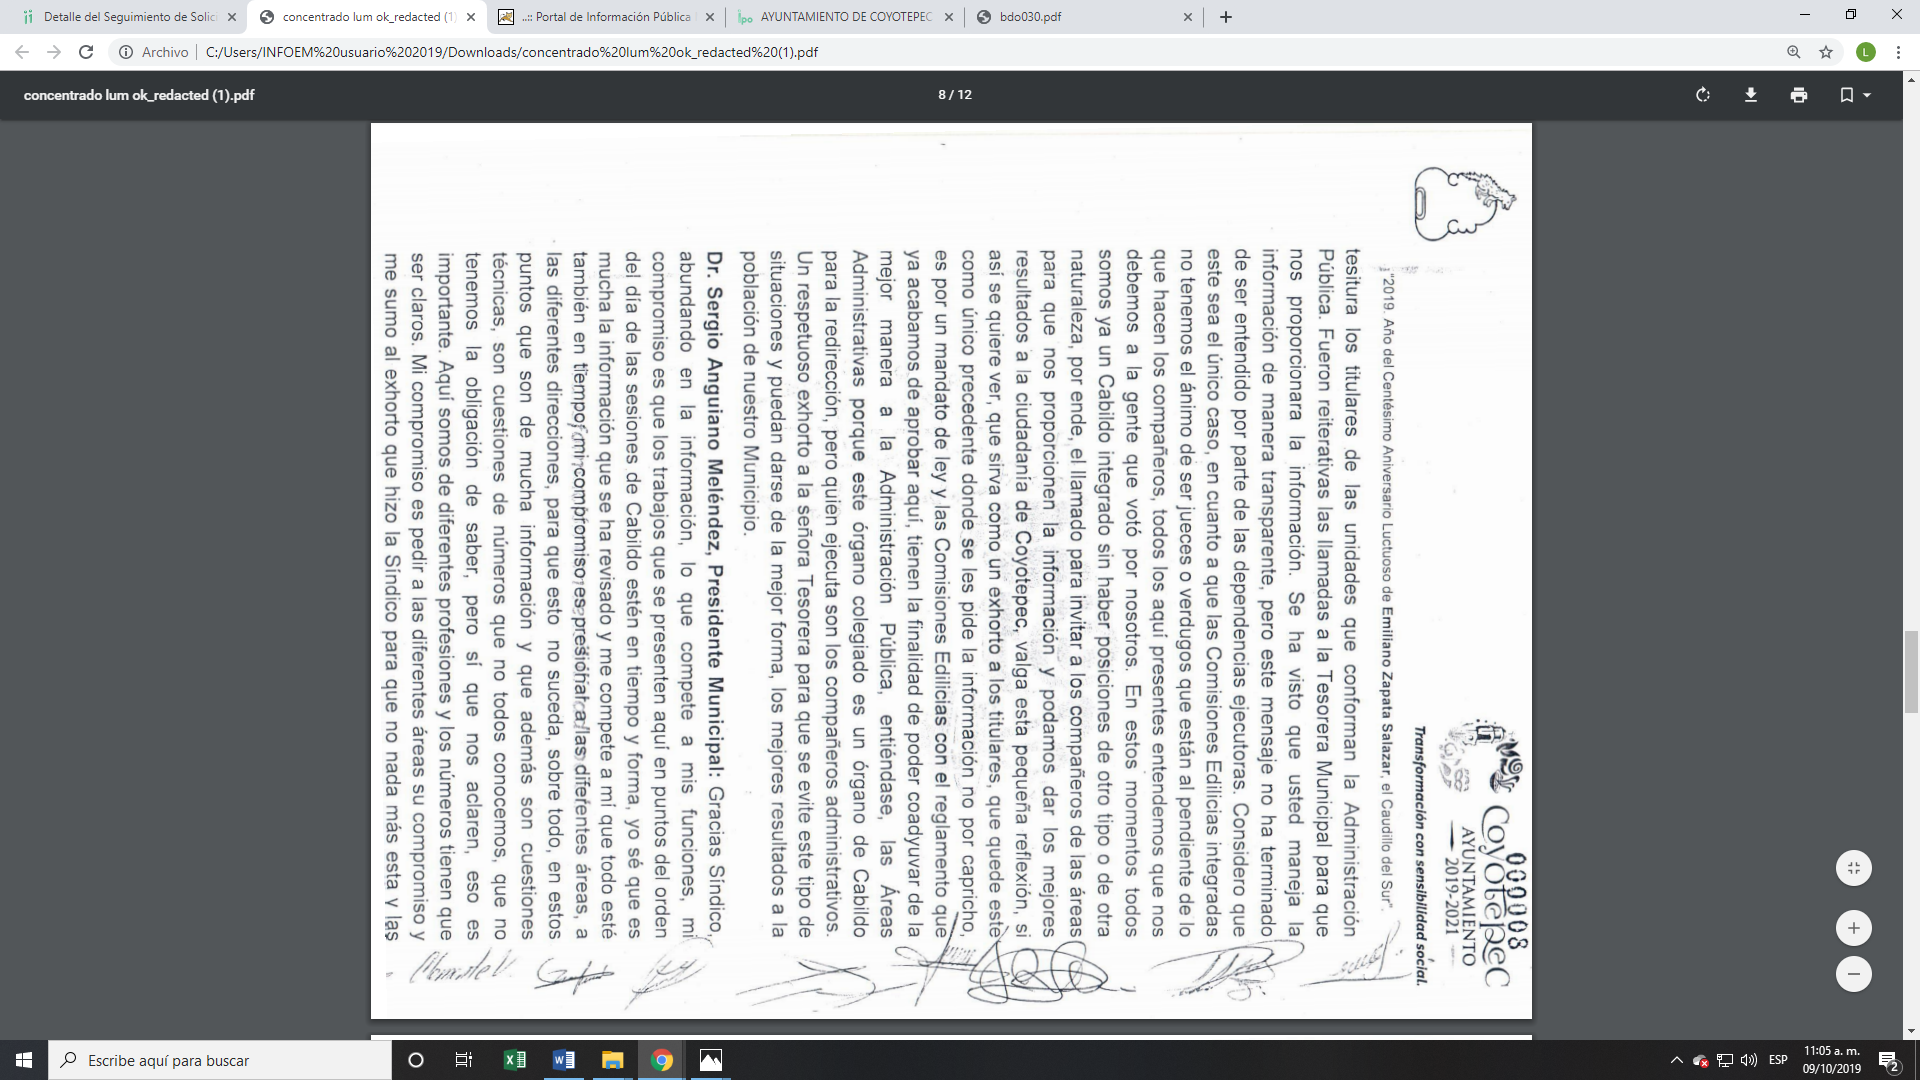 Detalle del Seguimiento de Solici
concentrado lum ok_redacted (1)
..:: Portal de Información Pública
AYUNTAMIENTO DE COYOTEPEC
bdo030.pdf
Archivo
C:/Users/INFOEM%20usuario%202019/Downloads/concentrado%20lum%20ok_redacted%20(1).pdf
L
concentrado lum ok_redacted (1).pdf
8 / 12
000008
Coyotepec
AYUNTAMIENTO
2019-2021
Transformación con sensibilidad social.
"2019. Año del Centésimo Aniversario Luctuoso de Emiliano Zapata Salazar, el Caudillo del Sur".
tesitura los titulares de las unidades que conforman la Administración
Pública. Fueron reiterativas las llamadas a la Tesorera Municipal para que
nos proporcionara la información. Se ha visto que usted maneja la
información de manera transparente, pero este mensaje no ha terminado
de ser entendido por parte de las dependencias ejecutoras. Considero que
este sea el único caso, en cuanto a que las Comisiones Edilicias integradas
no tenemos el ánimo de ser jueces o verdugos que están al pendiente de lo
que hacen los compañeros, todos los aquí presentes entendemos que nos
debemos a la gente que votó por nosotros. En estos momentos todos
somos ya un Cabildo integrado sin haber posiciones de otro tipo o de otra
naturaleza, por ende, el llamado para invitar a los compañeros de las áreas
para que nos proporcionen la información y podamos dar los mejores
resultados a la ciudadanía de Coyotepec, valga esta pequeña reflexión, si
así se quiere ver, que sirva como un exhorto a los titulares, que quede este
como único precedente donde se les pide la información no por capricho,
es por un mandato de ley y las Comisiones Edilicias con el reglamento que
ya acabamos de aprobar aquí, tienen la finalidad de poder coadyuvar de la
mejor manera a la Administración Pública, entiéndase, las Áreas
Administrativas porque este órgano colegiado es un órgano de Cabildo
para la redirección, pero quien ejecuta son los compañeros administrativos.
Un respetuoso exhorto a la señora Tesorera para que se evite este tipo de
situaciones y puedan darse de la mejor forma, los mejores resultados a la
población de nuestro Municipio.
Dr. Sergio Anguiano Meléndez, Presidente Municipal: Gracias Síndico,
abundando en la información, lo que compete a mis funciones, mi
compromiso es que los trabajos que se presenten aquí en puntos del orden
del día de las sesiones de Cabildo estén en tiempo y forma, yo sé que es
mucha la información que se ha revisado y me compete a mí que todo esté
también en tiempo, mi compromiso es presionar a las diferentes áreas, a
las diferentes direcciones, para que esto no suceda, sobre todo, en estos
puntos que son de mucha información y que además son cuestiones
técnicas, son cuestiones de números que no todos conocemos, que no
tenemos la obligación de saber, pero sí que nos aclaren, eso es
importante. Aquí somos de diferentes profesiones y los números tienen que
ser claros. Mi compromiso es pedir a las diferentes áreas su compromiso y
me sumo al exhorto que hizo la Síndico para que no nada más esta y las
Escribe aquí para buscar
ESP
11:05 a. m.
09/10/2019
2